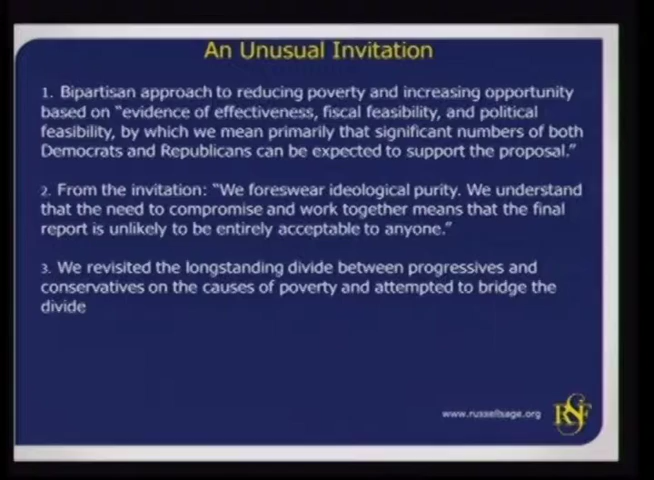 An Unusual Invitation
1. Bipartisan approach to reducing poverty and increasing opportunity
based on “evidence of effectiveness, fiscal feasibility, and political
feasibility, by which we mean primarily that significant numbers of both
Democrats and Republicans can be expected to support the proposal.”
2. From the invitation: “We foreswear ideological purity. We understand
that the need to compromise and work together means that the final
report is unlikely to be entirely acceptable to anyone.”
3. We revisited the longstanding divide between progressives and
conservatives on the causes of poverty and attempted to bridge the
divide
www.russellsage.org
RSF